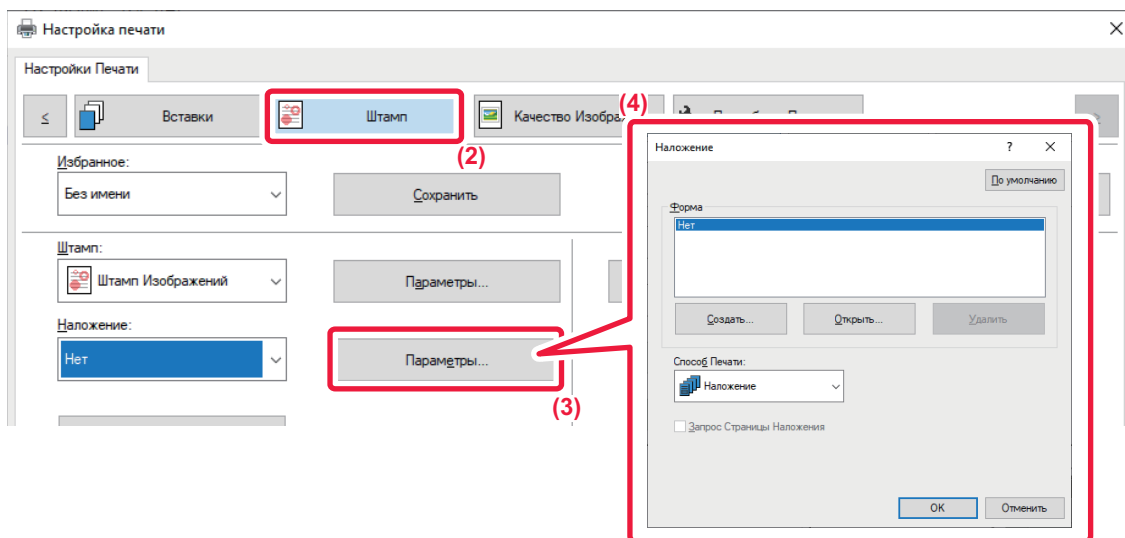 Настройка печати
Настройки Печати
<
Вставки
Штамп
Качество
(4)
(2)
Избранное:
Без имени
Сохранить
Штамп:
Штамп Изображений
Параметры...
Наложение:
Нет
Параметры...
(3)
Наложение
?
По умолчанию
Форма
Нет
Создать...
Открыть...
Удалить
Способ Печати:
Наложение
Запрос Страницы Наложения
OK
Отменить